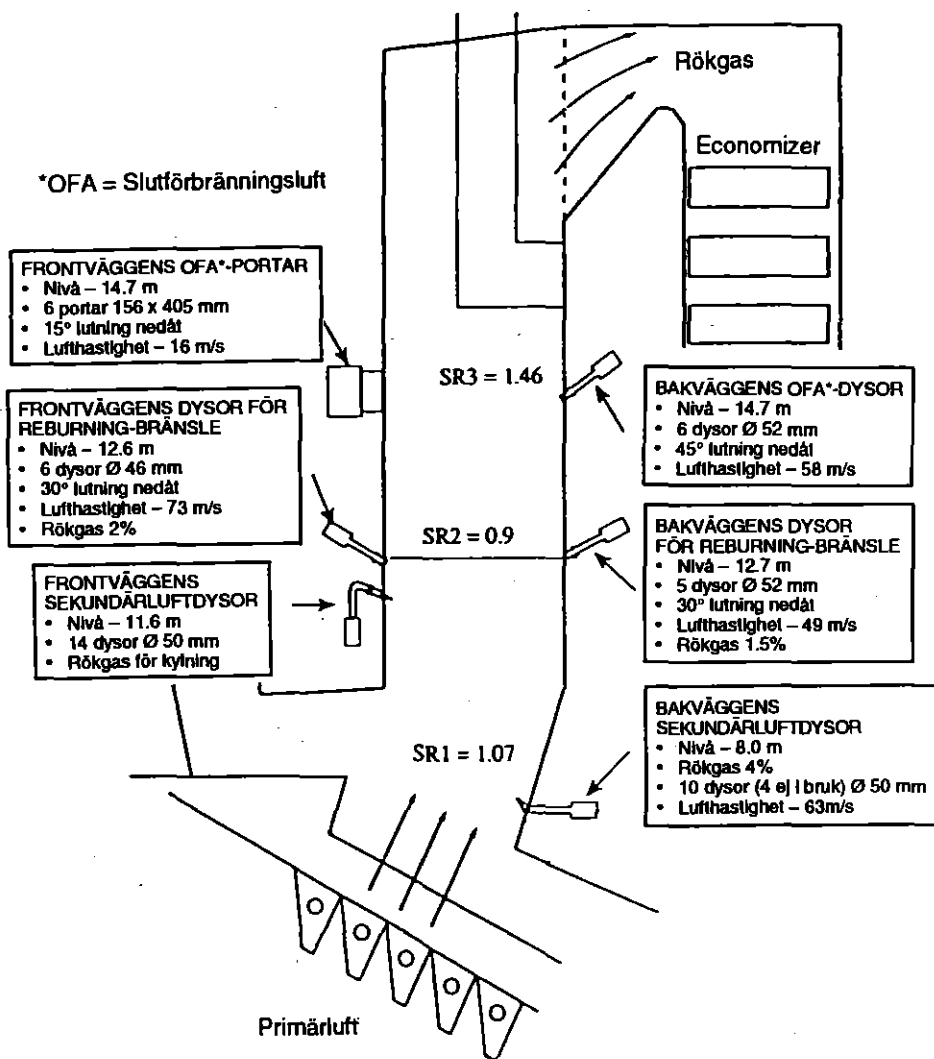 Rökgas
Economizer
*OFA = Slutförbränningsluft
FRONTVÄGGENS OFA*-PORTAR
• Nivå – 14.7 m
• 6 portar 156 x 405 mm
• 15° lutning nedåt
• Lufthastighet – 16 m/s
SR3 = 1.46
FRONTVÄGGENS DYSOR FÖR
REBURNING-BRÄNSLE
• Nivå – 12.6 m
• 6 dysor Ø 46 mm
• 30° lutning nedåt
• Lufthastighet – 73 m/s
• Rökgas 2%
BAKVÄGGENS OFA*-DYSOR
• Nivå – 14.7 m
• 6 dysor Ø 52 mm
• 45° lutning nedåt
• Lufthastighet – 58 m/s
SR2 = 0.9
BAKVÄGGENS DYSOR
FÖR REBURNING-BRÄNSLE
• Nivå – 12.7 m
• 5 dysor Ø 52 mm
• 30° lutning nedåt
• Lufthastighet – 49 m/s
• Rökgas 1.5%
FRONTVÄGGENS
SEKUNDÄRLUFTDYSOR
• Nivå – 11.6 m
• 14 dysor Ø 50 mm
• Rökgas för kylning
SR1 = 1.07
BAKVÄGGENS
SEKUNDÄRLUFTDYSOR
• Nivå – 8.0 m
• Rökgas 4%
• 10 dysor (4 ej i bruk) Ø 50 mm
• Lufthastighet – 63m/s
Primärluft